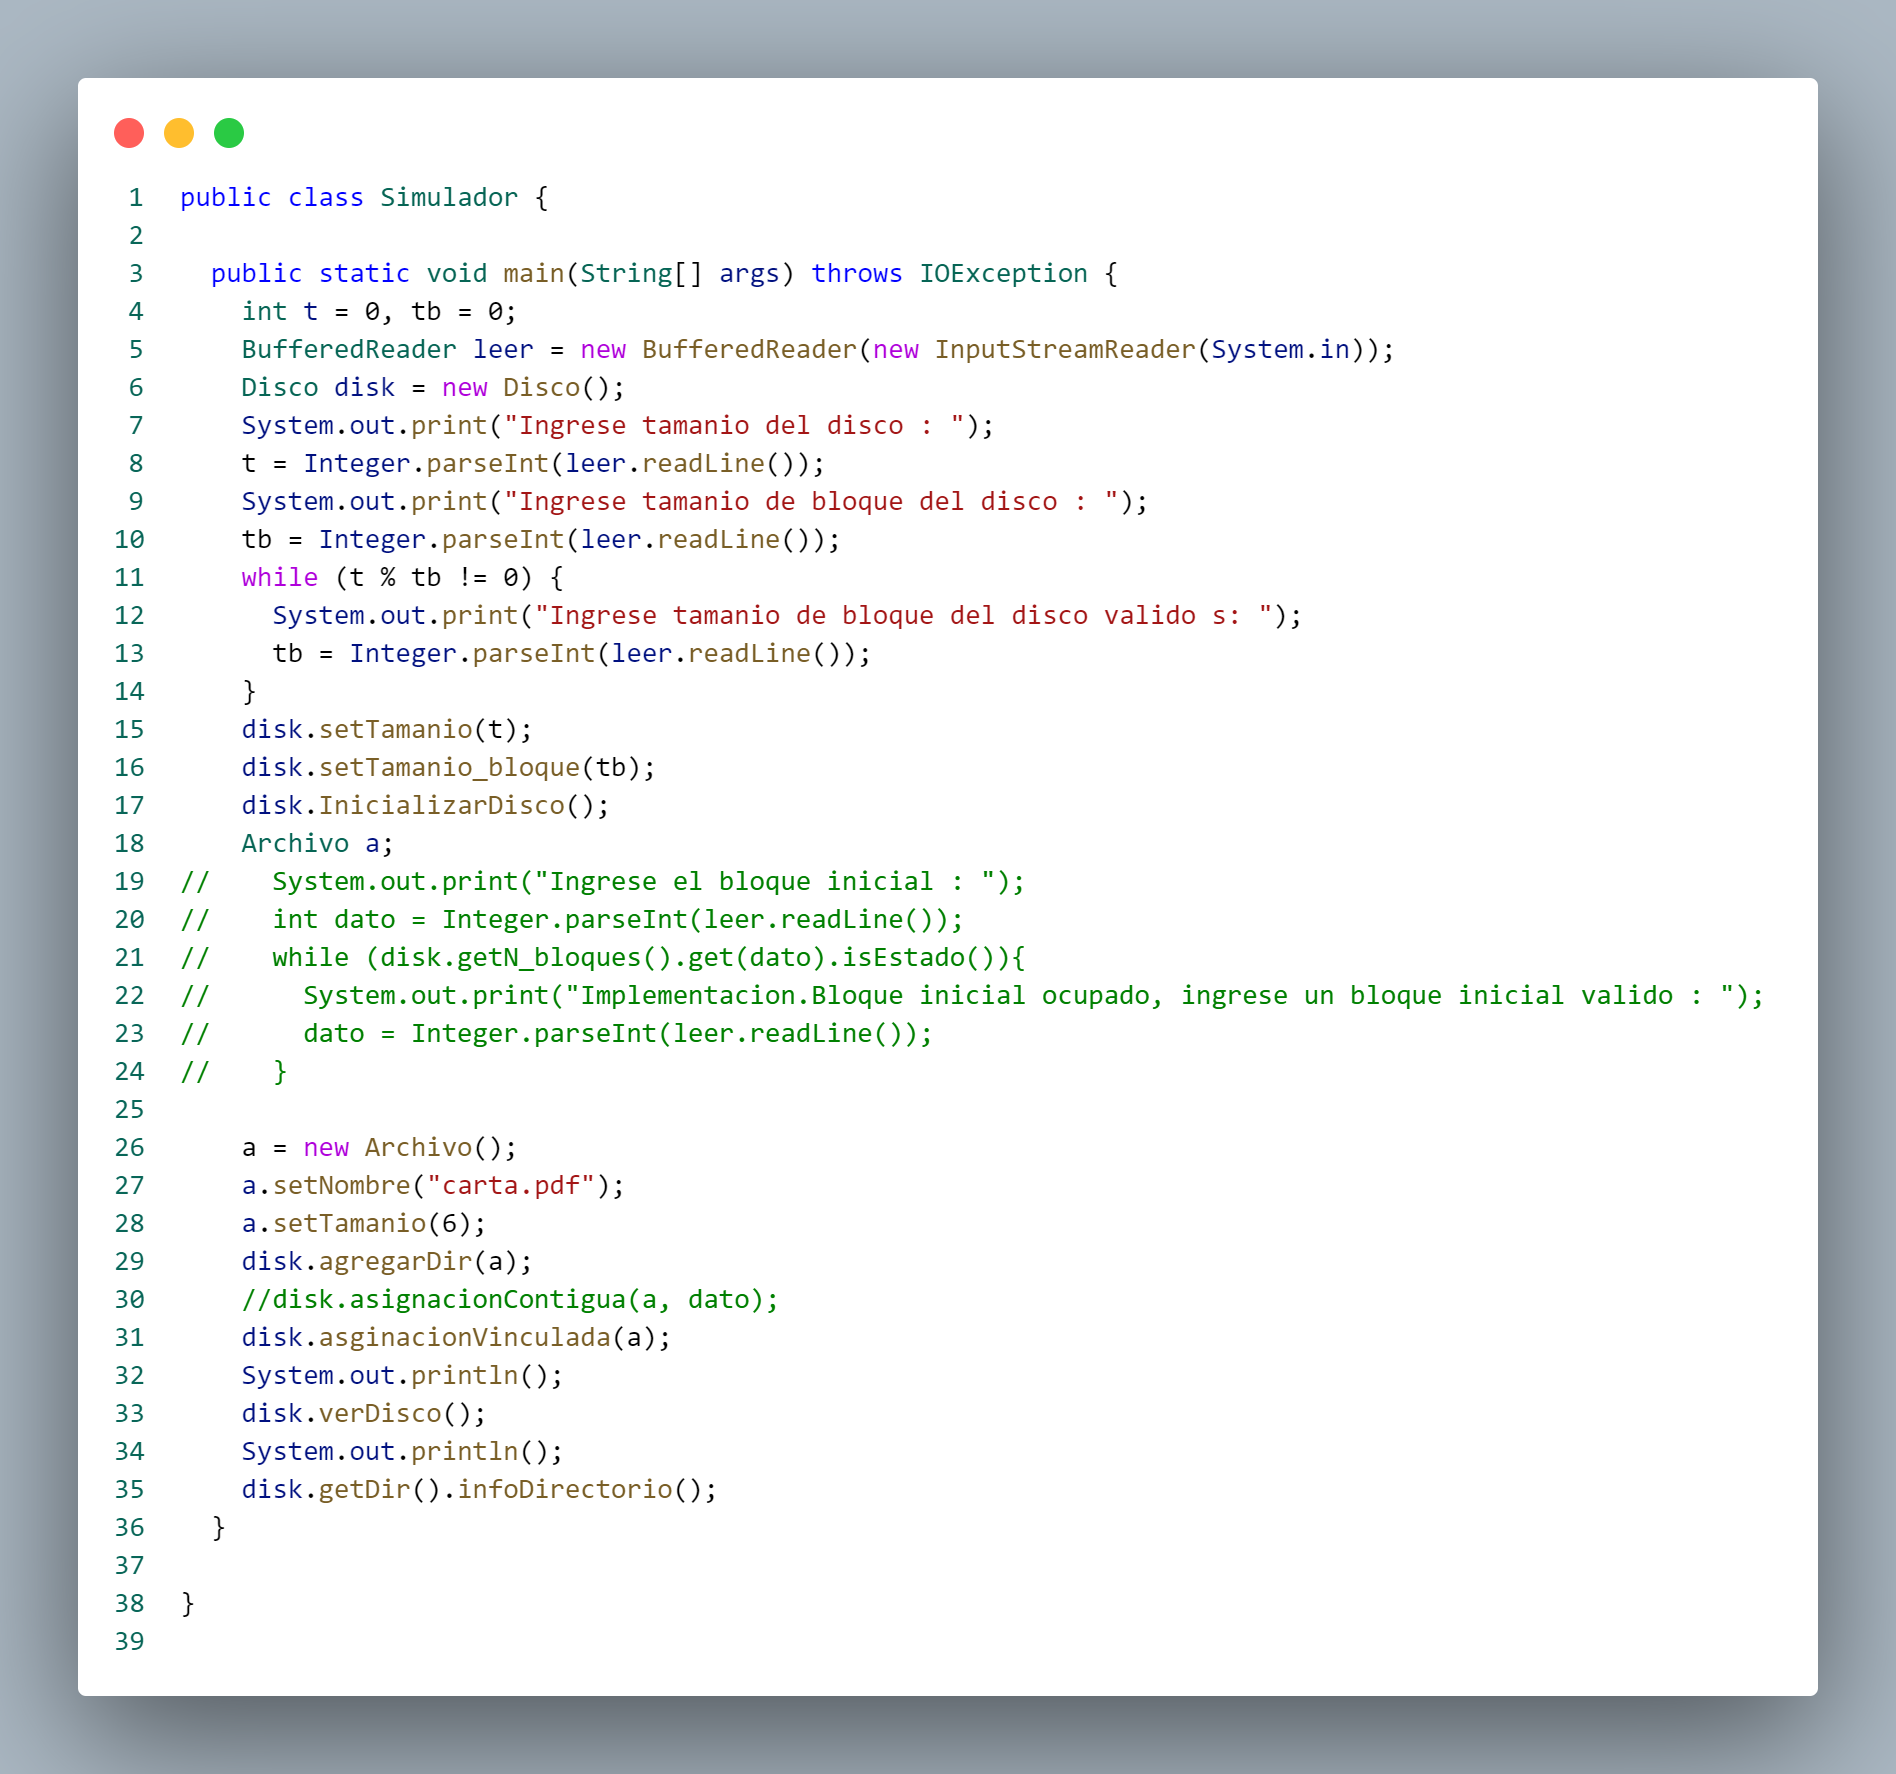 1 public class Simulador {
2
3   public static void main(String[] args) throws IOException {
4     int t = 0, tb = 0;
5     BufferedReader leer = new BufferedReader(new InputStreamReader(System.in));
6     Disco disk = new Disco();
7     System.out.print("Ingrese tamanio del disco : ");
8     t = Integer.parseInt(leer.readLine());
9     System.out.print("Ingrese tamanio de bloque del disco : ");
10     tb = Integer.parseInt(leer.readLine());
11     while (t % tb != 0) {
12       System.out.print("Ingrese tamanio de bloque del disco valido s: ");
13       tb = Integer.parseInt(leer.readLine());
14     }
15     disk.setTamanio(t);
16     disk.setTamanio_bloque(tb);
17     disk.InicializarDisco();
18     Archivo a;
19 //    System.out.print("Ingrese el bloque inicial : ");
20 //    int dato = Integer.parseInt(leer.readLine());
21 //    while (disk.getN_bloques().get(dato).isEstado()){
22 //      System.out.print("Implementacion.Bloque inicial ocupado, ingrese un bloque inicial valido : ");
23 //      dato = Integer.parseInt(leer.readLine());
24 //    }
25
26     a = new Archivo();
27     a.setNombre("carta.pdf");
28     a.setTamanio(6);
29     disk.agregarDir(a);
30     //disk.asignacionContigua(a, dato);
31     disk.asginacionVinculada(a);
32     System.out.println();
33     disk.verDisco();
34     System.out.println();
35     disk.getDir().infoDirectorio();
36   }
37
38 }
39